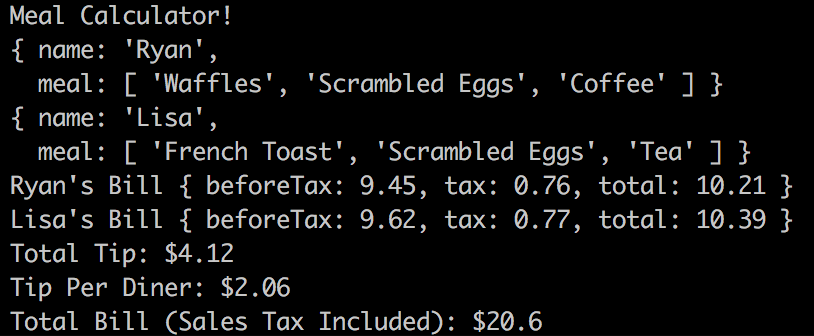 Meal Calculator!
{ name: 'Ryan',
  meal: [ 'Waffles', 'Scrambled Eggs', 'Coffee' ] }
{ name: 'Lisa',
  meal: [ 'French Toast', 'Scrambled Eggs', 'Tea' ] }
Ryan's Bill { beforeTax: 9.45, tax: 0.76, total: 10.21 }
Lisa's Bill { beforeTax: 9.62, tax: 0.77, total: 10.39 }
Total Tip: $4.12
Tip Per Diner: $2.06
Total Bill (Sales Tax Included): $20.6